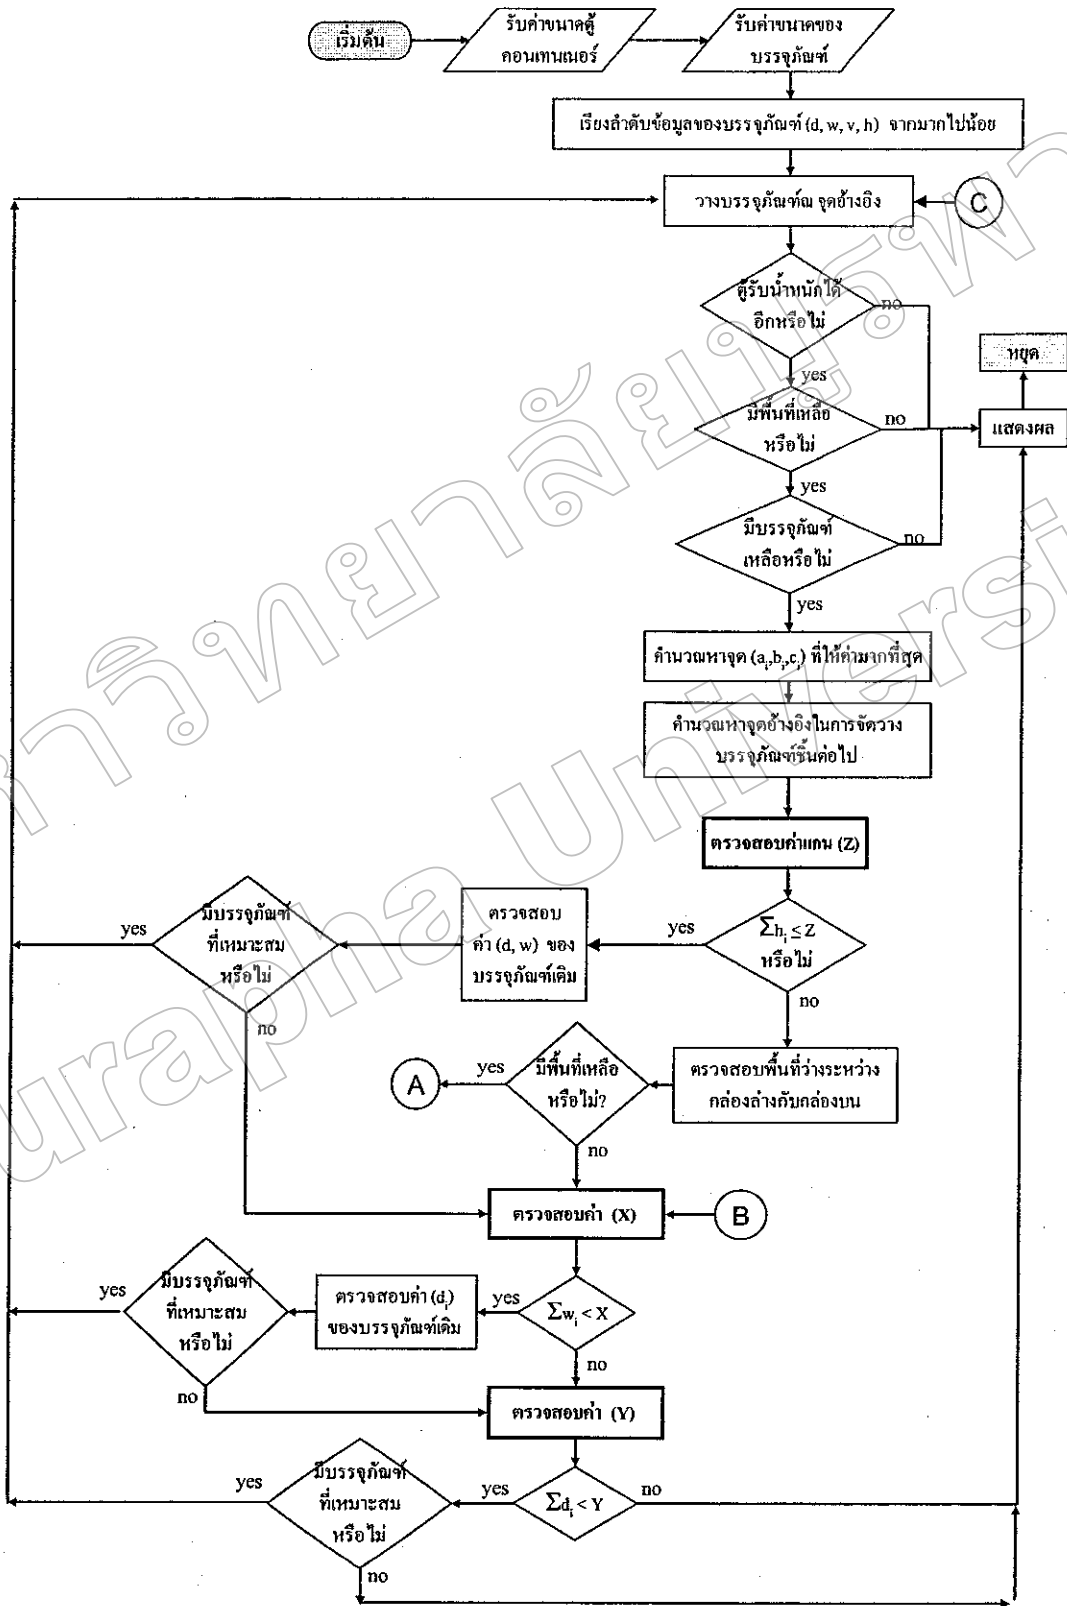 เริ่มต้น
รับค่าขนาดตู้
คอนเทนเนอร์
รับค่าขนาดของ
บรรจุภัณฑ์
เรียงลำดับข้อมูลของบรรจุภัณฑ์ (d, w, v, h) จากมากไปน้อย
วางบรรจุภัณฑ์ณ จุดอ้างอิง
C
ตู้รับน้ำหนักได้
อีกหรือไม่
no
yes
หยุด
มีพื้นที่เหลือ
หรือไม่
no
แสดงผล
yes
มีบรรจุภัณฑ์
เหลือหรือไม่
no
yes
คำนวณหาจุด (a_i,b_i,c_i) ที่ให้ค่ามากที่สุด
คำนวณหาจุดอ้างอิงในการจัดวาง
บรรจุภัณฑ์ชิ้นต่อไป
ตรวจสอบค่าแกน (Z)
Σh_i ≤ Z
หรือไม่
yes
no
ตรวจสอบ
ค่า (d, w) ของ
บรรจุภัณฑ์เดิม
มีบรรจุภัณฑ์
ที่เหมาะสม
หรือไม่
yes
no
ตรวจสอบพื้นที่ว่างระหว่าง
กล่องล่างกับกล่องบน
มีพื้นที่เหลือ
หรือไม่?
yes
A
no
ตรวจสอบค่า (X)
B
Σw_i < X
yes
no
ตรวจสอบค่า (d_i)
ของบรรจุภัณฑ์เดิม
มีบรรจุภัณฑ์
ที่เหมาะสม
หรือไม่
yes
no
ตรวจสอบค่า (Y)
Σd_i < Y
yes
no
มีบรรจุภัณฑ์
ที่เหมาะสม
หรือไม่
yes
no
วิทยาลัยบูรพา
Burapha Universi